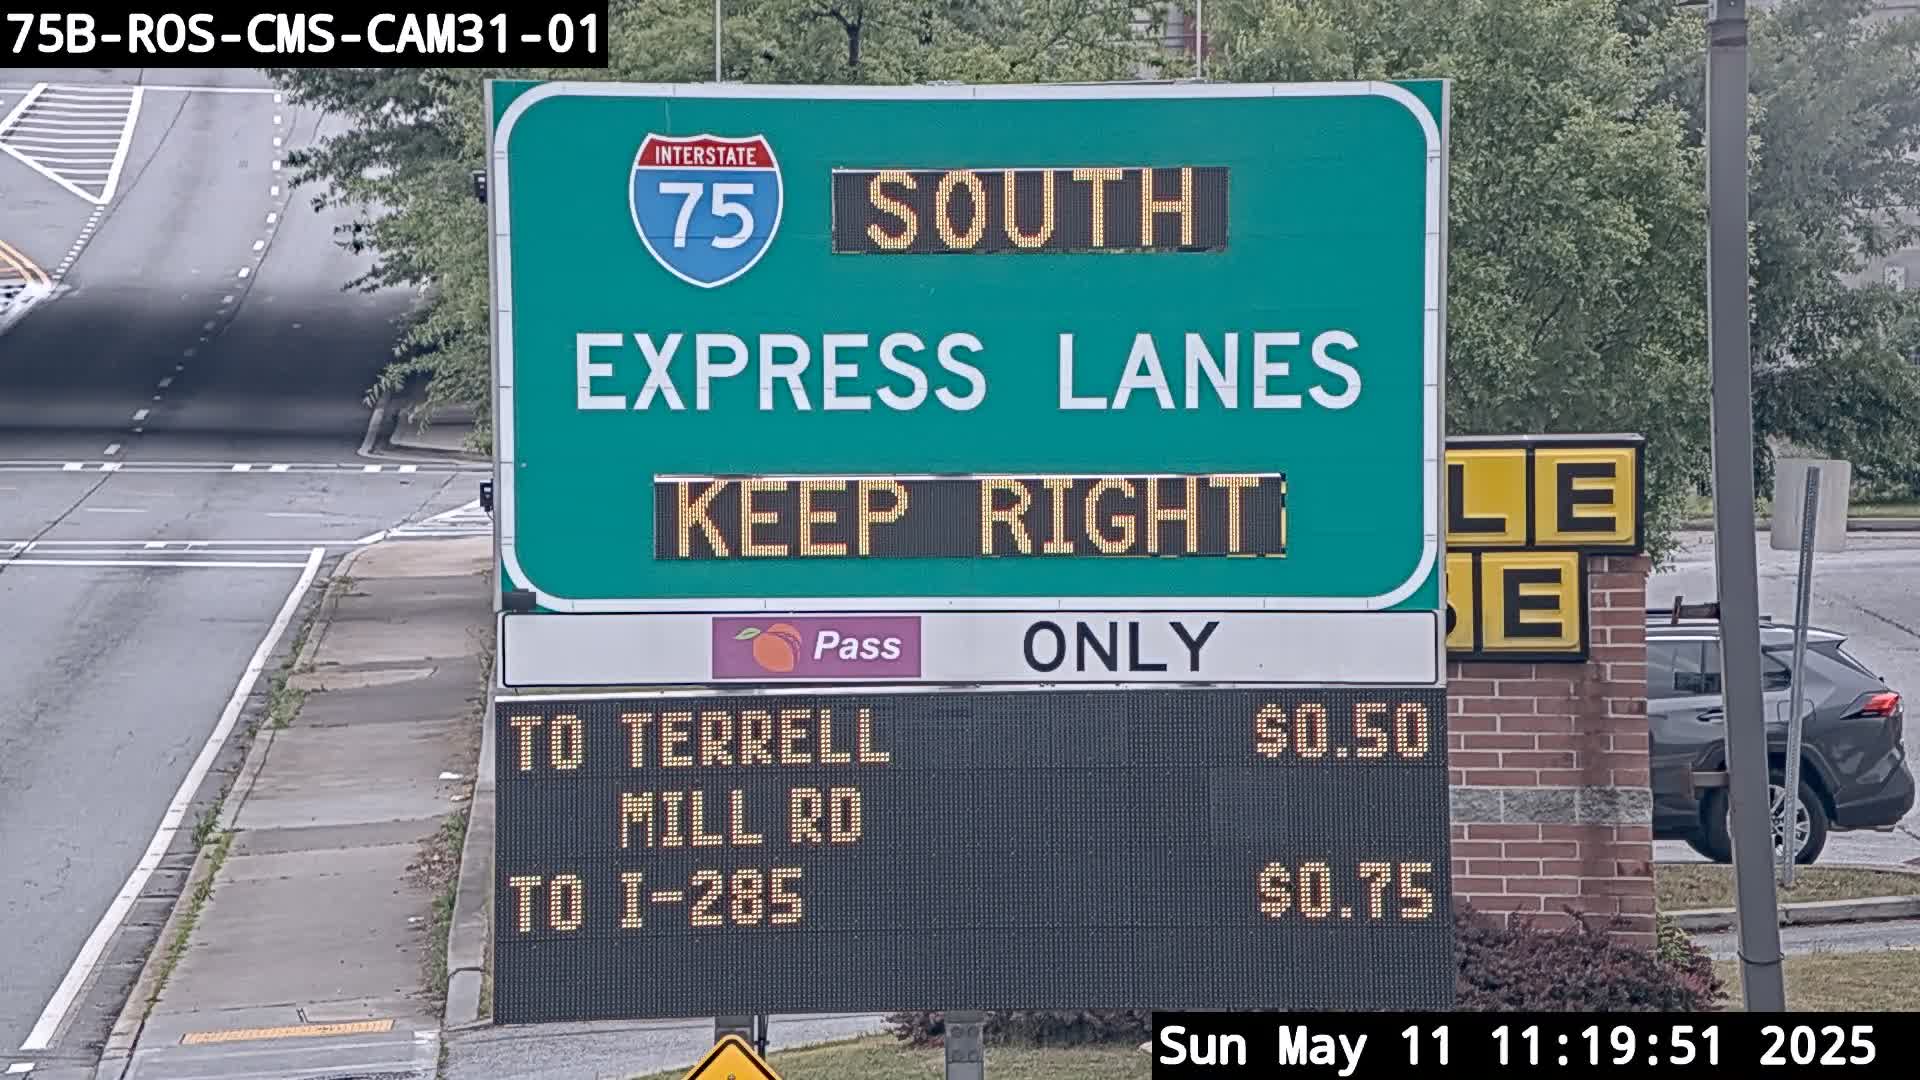 75B-ROS-CMS-CAM31-01
INTERSTATE
75
SOUTH
EXPRESS LANES
KEEP RIGHT
Pass ONLY
TO TERRELL $0.50
MILL RD
TO I-285 $0.75
LE
E
Sun May 11 11:19:51 2025